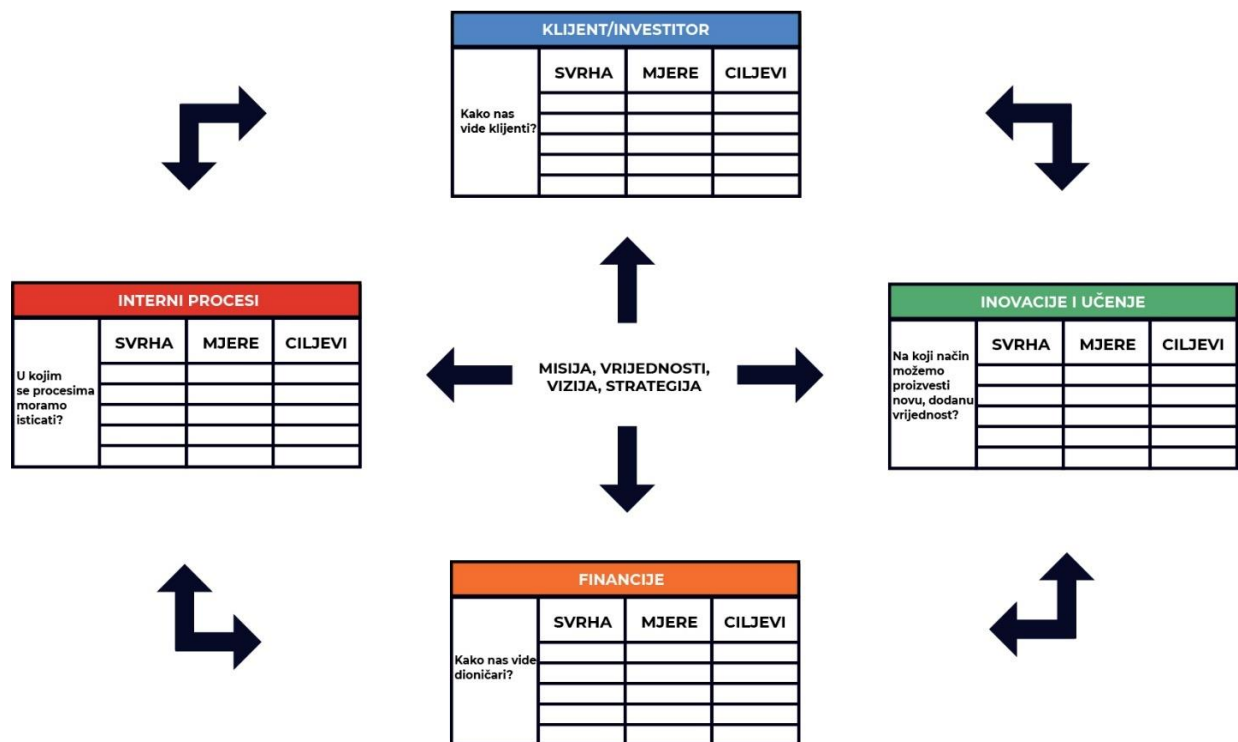 KLIJENT/INVESTITOR
SVRHA MJERE CILJEVI
Kako nas
vide klijenti?
INTERNI PROCESI
SVRHA MJERE CILJEVI
U kojim
se procesima
moramo
isticati?
MISIJA, VRIJEDNOSTI,
VIZIJA, STRATEGIJA
INOVACIJE I UČENJE
SVRHA MJERE CILJEVI
Na koji način
možemo
proizvesti
novu, dodanu
vrijednost?
FINANCIJE
SVRHA MJERE CILJEVI
Kako nas vide
dioničari?